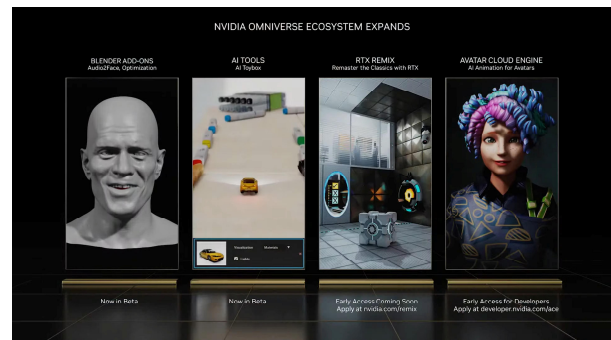 NVIDIA OMNIVERSE ECOSYSTEM EXPANDS
BLENDER ADD-ONS
Audio2Face, Optimization
AI TOOLS
AI Toybox
RTX REMIX
Remaster the Classics with RTX
AVATAR CLOUD ENGINE
AI Animation for Avatars
Visualization Materials
Now in Beta
Now in Beta
Early Access Coming Soon
Apply at nvidia.com/remix
Early Access for Developers
Apply at developer.nvidia.com/ace